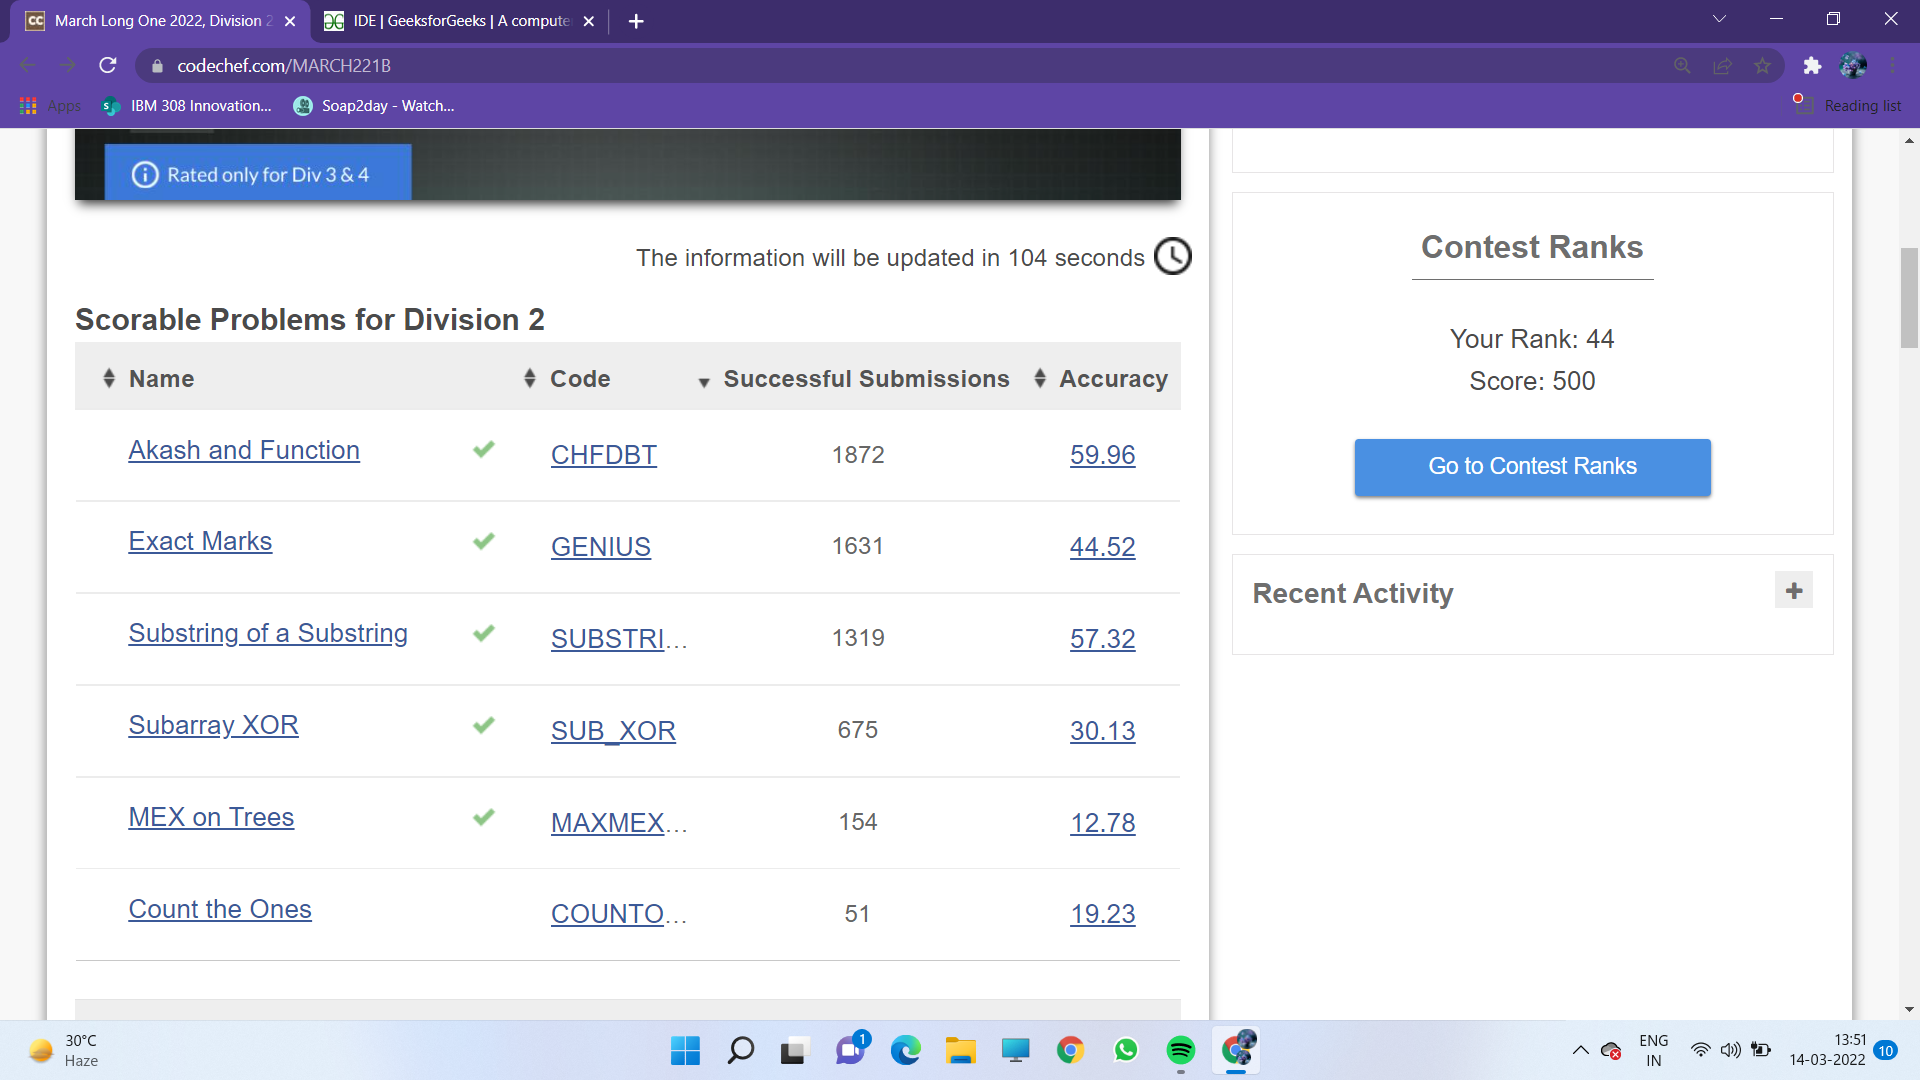 March Long One 2022, Division 2
IDE | GeeksforGeeks | A compute
codechef.com/MARCH221B
Apps
IBM 308 Innovation...
Soap2day - Watch...
Reading list
Rated only for Div 3 & 4
The information will be updated in 104 seconds
Scorable Problems for Division 2
Name Code Successful Submissions Accuracy
Akash and Function CHFDBT 1872 59.96
Exact Marks GENIUS 1631 44.52
Substring of a Substring SUBSTRI... 1319 57.32
Subarray XOR SUB_XOR 675 30.13
MEX on Trees MAXMEX... 154 12.78
Count the Ones COUNTO... 51 19.23
Contest Ranks
Your Rank: 44
Score: 500
Go to Contest Ranks
Recent Activity
30°C
Haze
1
ENG
IN
13:51
14-03-2022
10